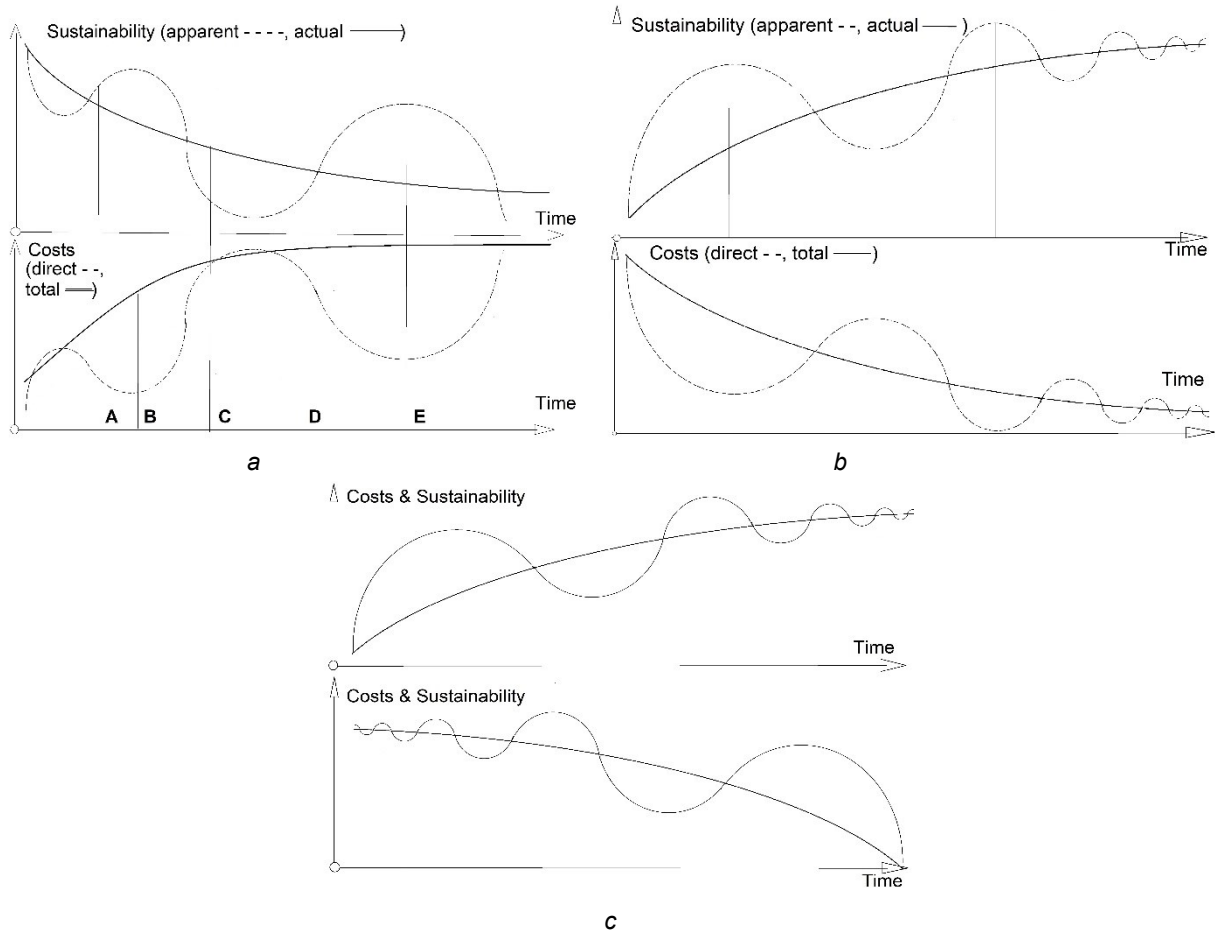 Sustainability (apparent - - - -, actual ———)
Time
Costs
(direct - -,
total ——)
A B C D E
Time
a
Sustainability (apparent - -, actual ——)
Time
Costs (direct - -, total ——)
Time
b
Costs & Sustainability
Time
Costs & Sustainability
Time
c